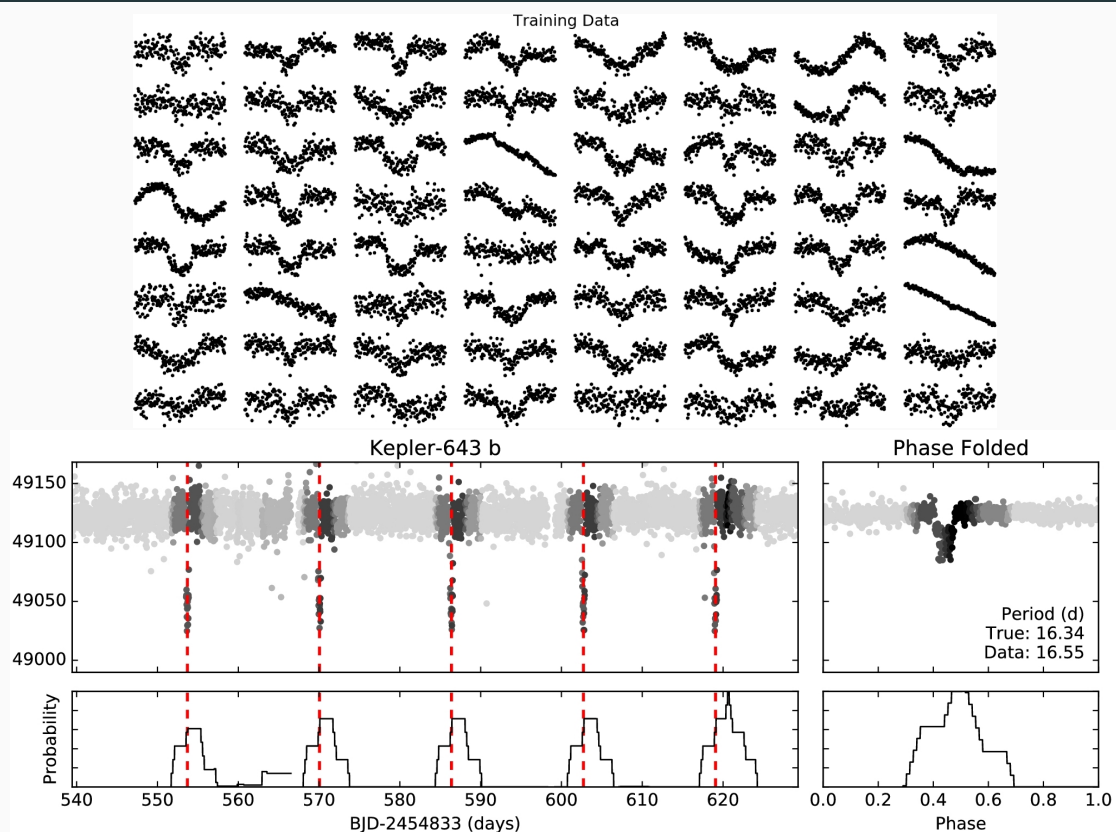 Training Data
Kepler-643 b
Phase Folded
49150
49100
49050
49000
Period (d)
True: 16.34
Data: 16.55
Probability
540 550 560 570 580 590 600 610 620
0.0 0.2 0.4 0.6 0.8 1.0
BJD-2454833 (days)
Phase